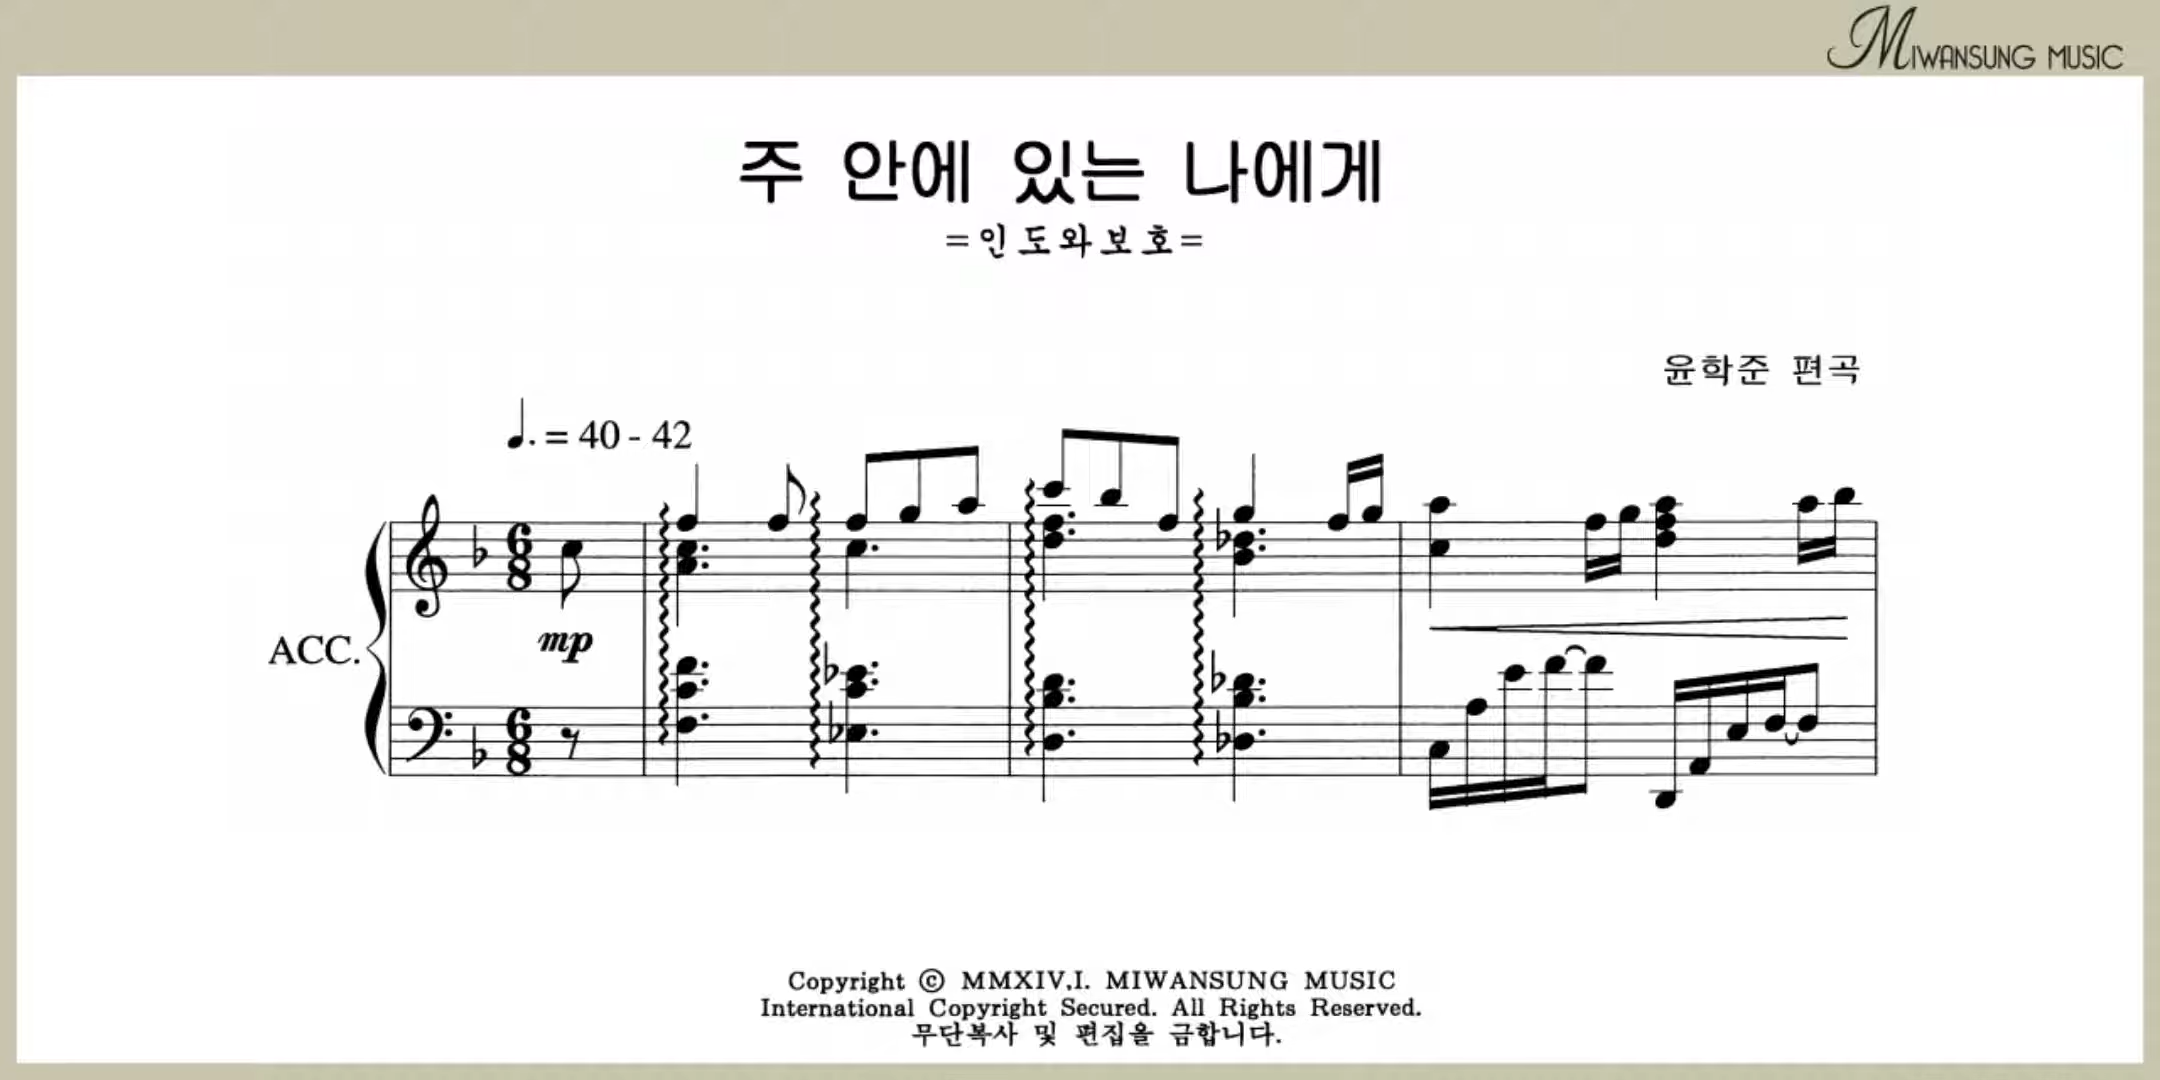 MIWANSUNG MUSIC
주 안에 있는 나에게
=인도와보호=
윤학준 편곡
♩. = 40 - 42
ACC.
mp
Copyright ⓒ MMXIV,I. MIWANSUNG MUSIC
International Copyright Secured. All Rights Reserved.
무단복사 및 편집을 금합니다.